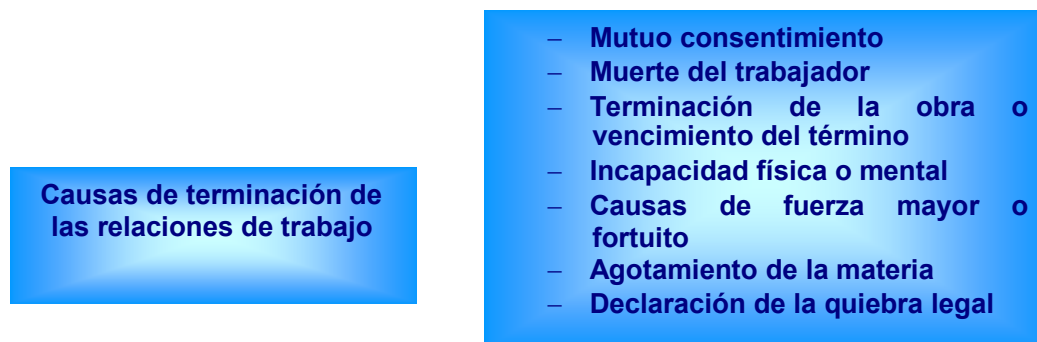 Causas de terminación de
las relaciones de trabajo
– Mutuo consentimiento
– Muerte del trabajador
– Terminación de la obra o
vencimiento del término
– Incapacidad física o mental
– Causas de fuerza mayor o
fortuito
– Agotamiento de la materia
– Declaración de la quiebra legal